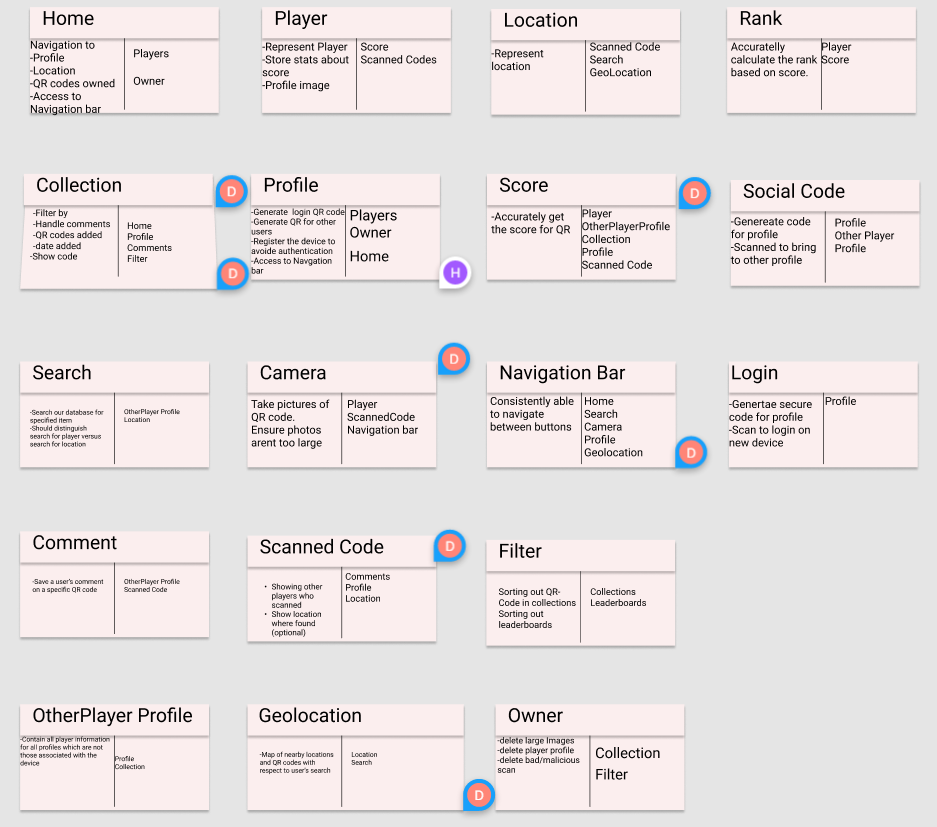 Home
Navigation to
-Profile
-Location
-QR codes owned
-Access to
Navigation bar
Players
Owner
Player
-Represent Player
-Store stats about
score
-Profile image
Score
Scanned Codes
Location
-Represent
location
Scanned Code
Search
GeoLocation
Rank
Accuratelly
calculate the rank
based on score.
Player
Score
Collection
-Filter by
-Handle comments
-QR codes added
-date added
-Show code
Home
Profile
Comments
Filter
D
D
Profile
-Generate login QR code
-Generate QR for other
users
-Register the device to
avoide authentication
-Access to Navgation
bar
Players
Owner
Home
H
Score
-Accurately get
the score for QR
Player
OtherPlayerProfile
Collection
Profile
Scanned Code
D
Social Code
-Genereate code
for profile
-Scanned to bring
to other profile
Profile
Other Player
Profile
Search
-Search our database for
specified item
-Should distinguish
search for player versus
search for location
OtherPlayer Profile
Location
Camera
Take pictures of
QR code.
Ensure photos
arent too large
Player
ScannedCode
Navigation bar
D
Navigation Bar
Consistently able
to navigate
between buttons
Home
Search
Camera
Profile
Geolocation
D
Login
-Genertae secure
code for profile
-Scan to login on
new device
Profile
Comment
-Save a user's comment
on a specific QR code
OtherPlayer Profile
Scanned Code
Scanned Code
• Showing other
players who
scanned
• Show location
where found
(optional)
Comments
Profile
Location
D
Filter
Sorting out QR-
Code in collections
Sorting out
leaderboards
Collections
Leaderboards
OtherPlayer Profile
-Contain all player information
for all profiles which are not
those associated with the
device
Profile
Collection
Geolocation
-Map of nearby locations
and QR codes with
respect to user's search
Location
Search
D
Owner
-delete large Images
-delete player profile
-delete bad/malicious
scan
Collection
Filter